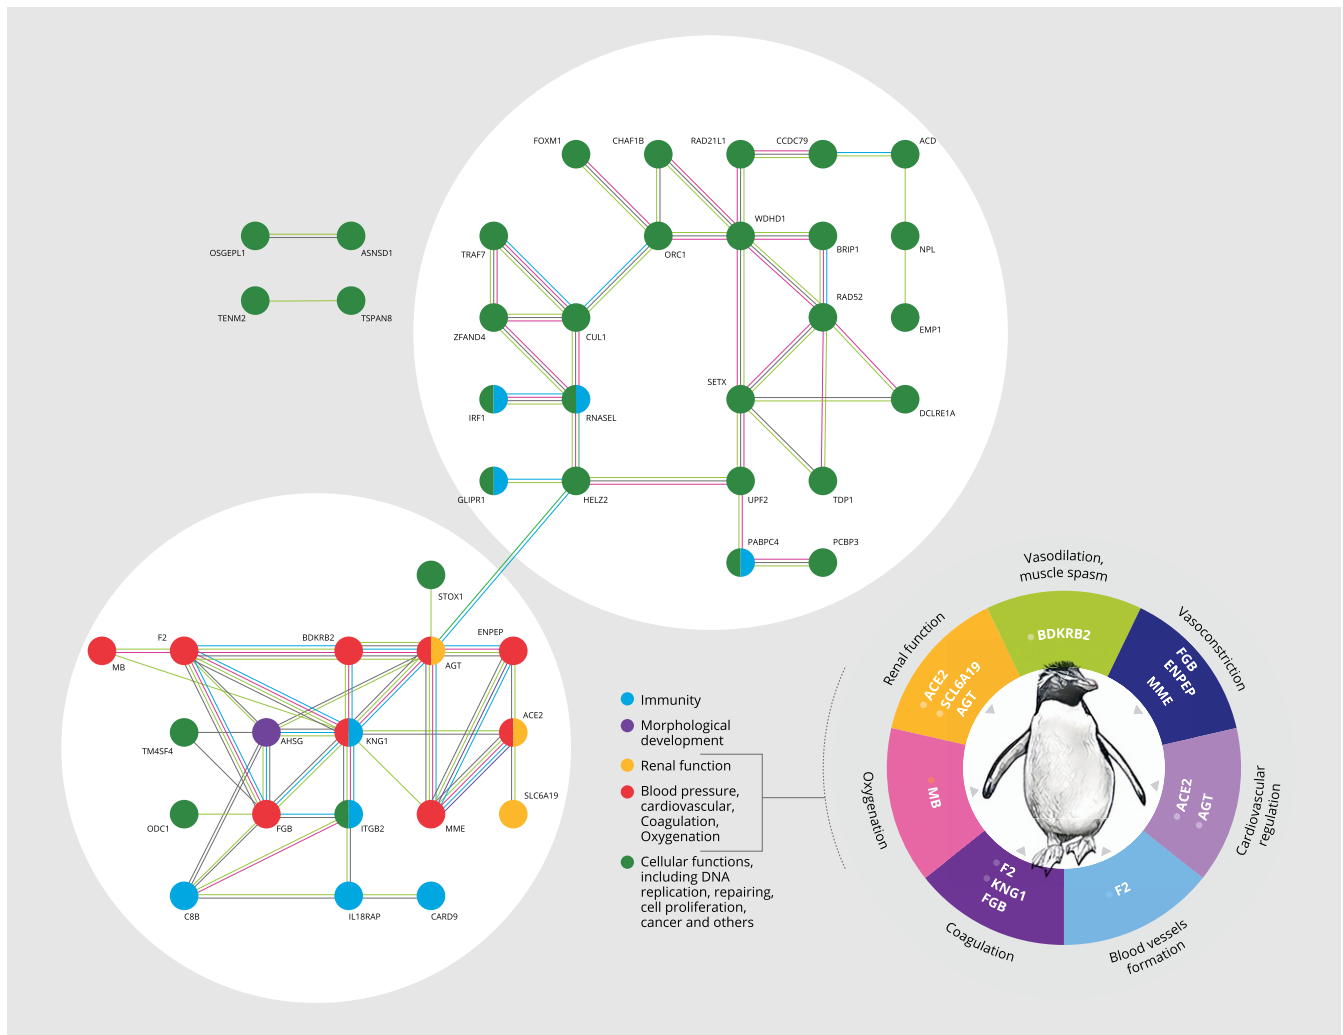 FOXM1
CHAF1B
RAD21L1
CCDC79
ACD
WDHD1
OSGEPL1
ASNSD1
TRAF7
ORC1
BRIP1
NPL
RAD52
TENM2
TSPAN8
ZFAND4
CUL1
EMP1
SETX
IRF1
RNASEL
DCLRE1A
GLIPR1
HELZ2
UPF2
TDP1
PABPC4
PCBP3
STOX1
F2
BDKRB2
ENPEP
MB
AGT
ACE2
TM4SF4
AHSG
KNG1
SLC6A19
ODC1
FGB
ITGB2
MME
C8B
IL18RAP
CARD9
Immunity
Morphological
development
Renal function
Blood pressure,
cardiovascular,
Coagulation,
Oxygenation
Cellular functions,
including DNA
replication, repairing,
cell proliferation,
cancer and others
Vasodilation,
muscle spasm
BDKRB2
Vasoconstriction
FGB
ENPEP
MME
Cardiovascular
regulation
ACE2
AGT
Blood vessels
formation
F2
Coagulation
F2
KNG1
FGB
Oxygenation
MB
Renal function
ACE2
SCL6A19
AGT